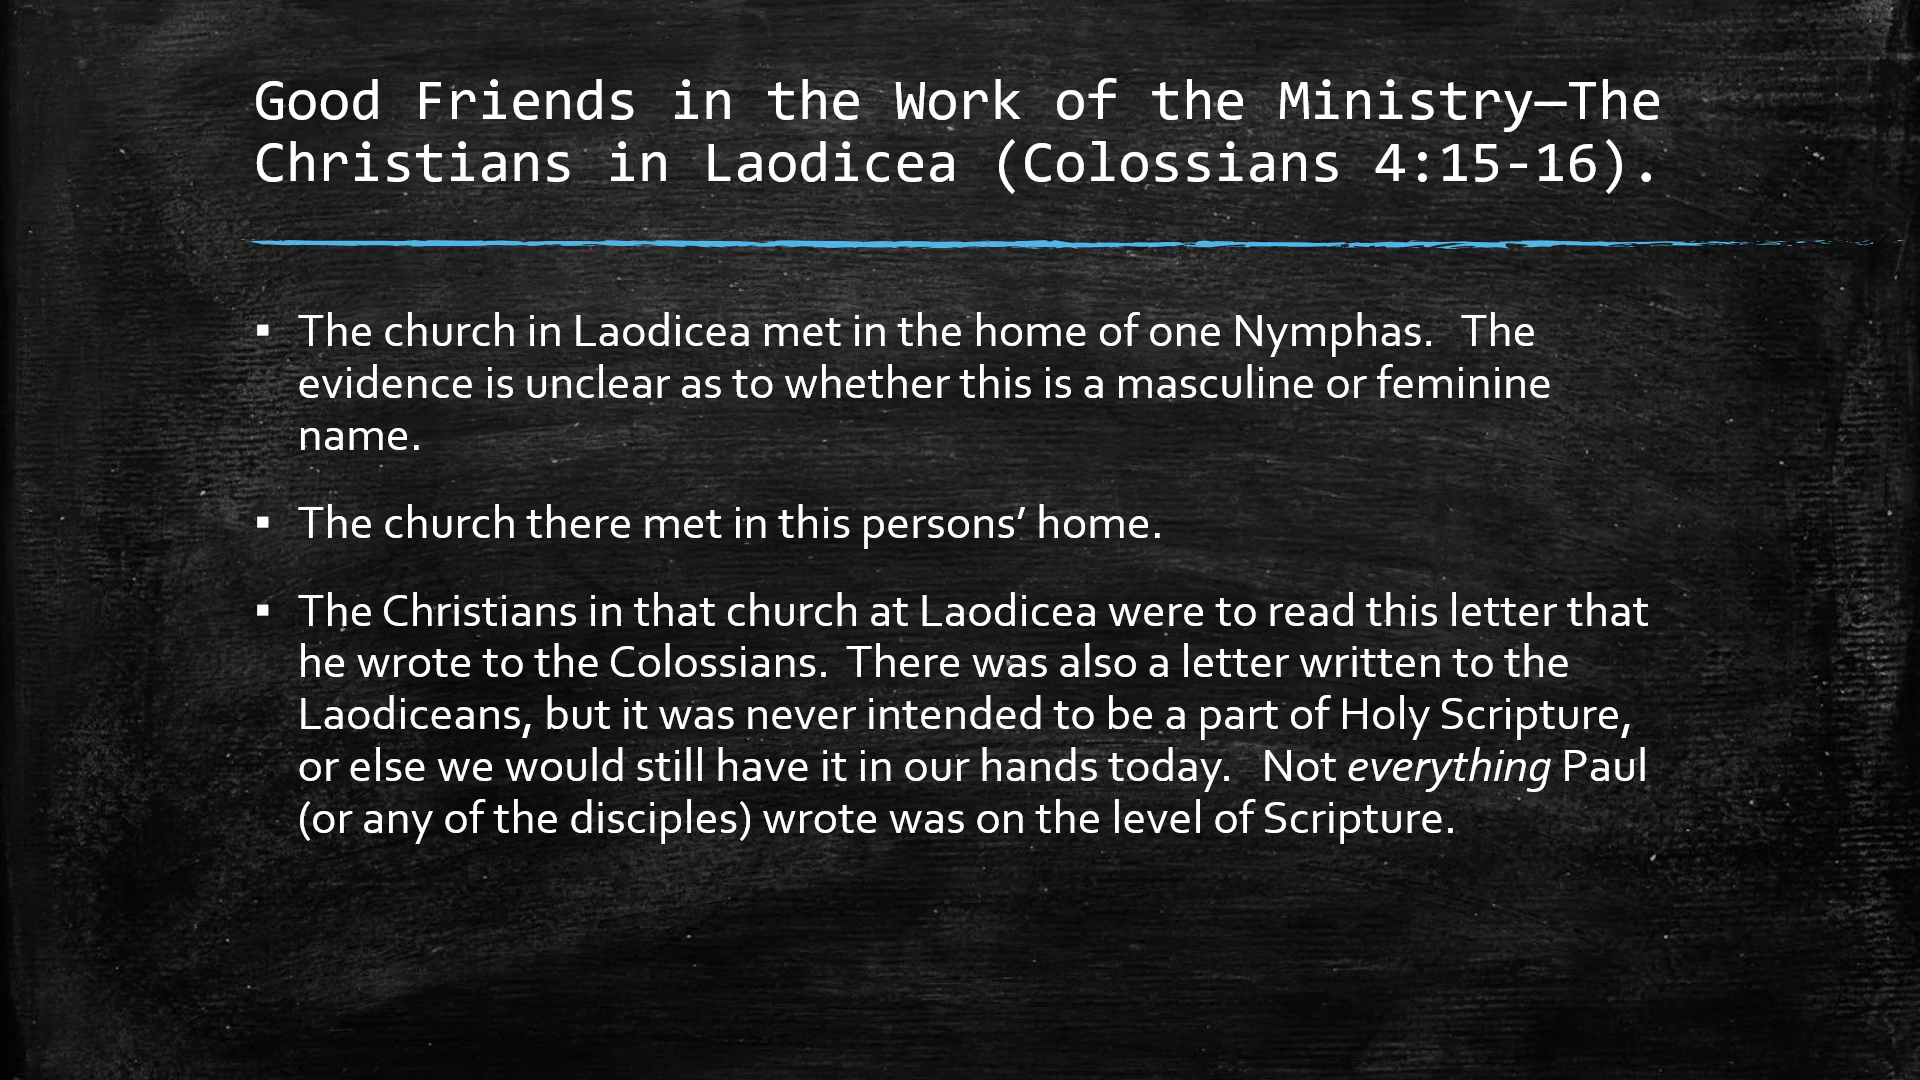 Good Friends in the Work of the Ministry—The
Christians in Laodicea (Colossians 4:15-16).
▪ The church in Laodicea met in the home of one Nymphas.   The
evidence is unclear as to whether this is a masculine or feminine
name.
▪ The church there met in this persons’ home.
▪ The Christians in that church at Laodicea were to read this letter that
he wrote to the Colossians.  There was also a letter written to the
Laodiceans, but it was never intended to be a part of Holy Scripture,
or else we would still have it in our hands today.   Not everything Paul
(or any of the disciples) wrote was on the level of Scripture.